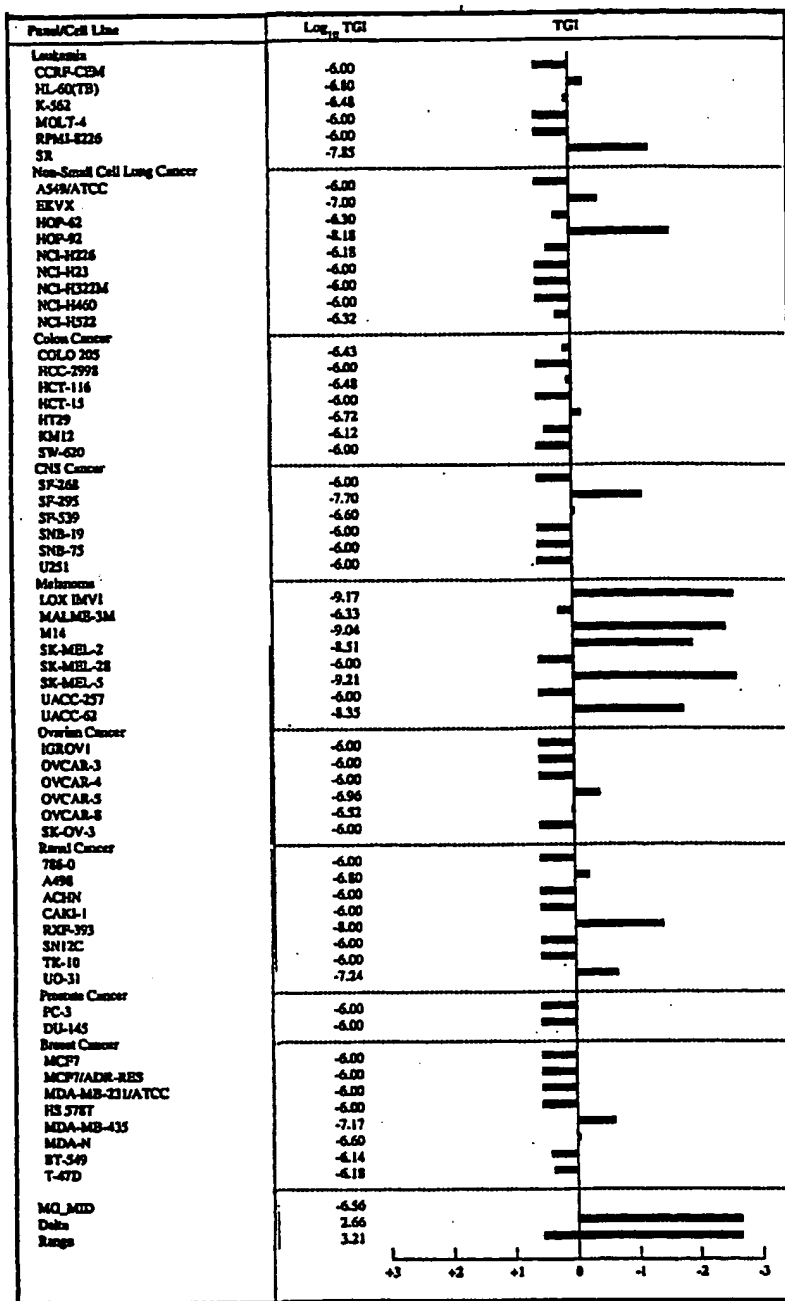 Panel/Cell Line Log10 TGI TGI
Leukemia
CCRF-CEM -6.00
HL-60(TB) -6.80
K-562 -6.48
MOLT-4 -6.00
RPMI-8226 -6.00
SR -7.85
Non-Small Cell Lung Cancer
A549/ATCC -6.00
EKVX -7.00
HOP-62 -6.30
HOP-92 -8.18
NCI-H226 -6.18
NCI-H23 -6.00
NCI-H322M -6.00
NCI-H460 -6.00
NCI-H522 -6.32
Colon Cancer
COLO 205 -6.43
HCC-2998 -6.00
HCT-116 -6.48
HCT-15 -6.00
HT29 -6.72
KM12 -6.12
SW-620 -6.00
CNS Cancer
SF-268 -6.00
SF-295 -7.70
SF-539 -6.60
SNB-19 -6.00
SNB-75 -6.00
U251 -6.00
Melanoma
LOX IMVI -9.17
MALME-3M -6.33
M14 -9.04
SK-MEL-2 -8.51
SK-MEL-28 -6.00
SK-MEL-5 -9.21
UACC-257 -6.00
UACC-62 -8.35
Ovarian Cancer
IGROV1 -6.00
OVCAR-3 -6.00
OVCAR-4 -6.00
OVCAR-5 -6.96
OVCAR-8 -6.52
SK-OV-3 -6.00
Renal Cancer
786-0 -6.00
A498 -6.80
ACHN -6.00
CAKI-1 -6.00
RXF-393 -8.00
SN12C -6.00
TK-10 -6.00
UO-31 -7.24
Prostate Cancer
PC-3 -6.00
DU-145 -6.00
Breast Cancer
MCF7 -6.00
MCF7/ADR-RES -6.00
MDA-MB-231/ATCC -6.00
HS 578T -6.00
MDA-MB-435 -7.17
MDA-N -6.60
BT-549 -6.14
T-47D -6.18
MG_MID -6.56
Delta 2.66
Range 3.21
+3 +2 +1 0 -1 -2 -3